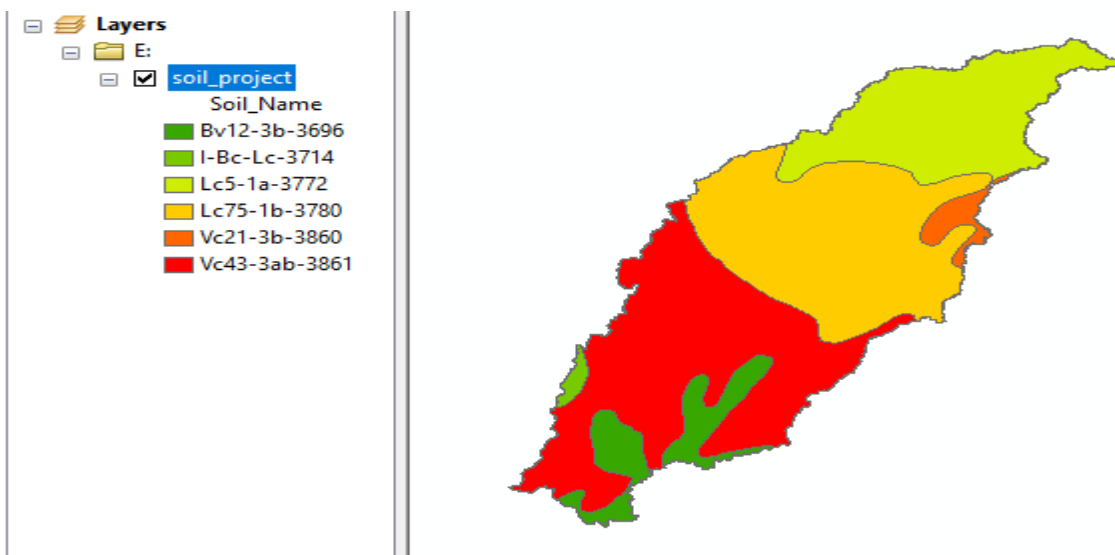 Layers
E:
soil_project
Soil_Name
Bv12-3b-3696
I-Bc-Lc-3714
Lc5-1a-3772
Lc75-1b-3780
Vc21-3b-3860
Vc43-3ab-3861